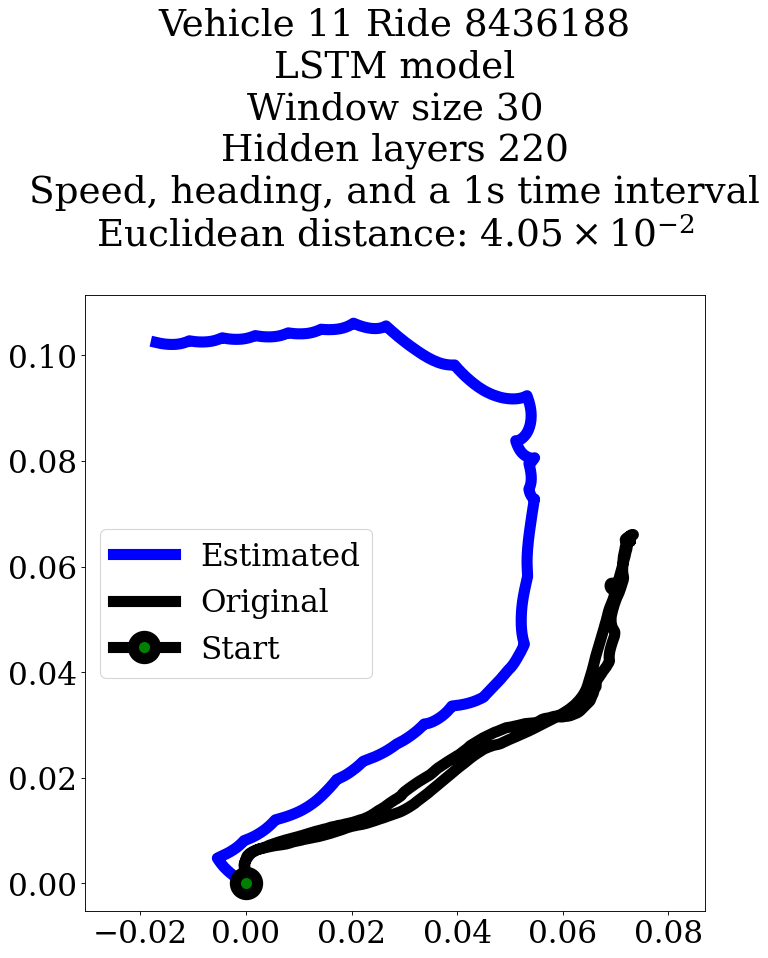 Vehicle 11 Ride 8436188
LSTM model
Window size 30
Hidden layers 220
Speed, heading, and a 1s time interval
Euclidean distance: 4.05 × 10⁻²
0.10
0.08
0.06
0.04
0.02
0.00
Estimated
Original
Start
−0.02 0.00 0.02 0.04 0.06 0.08